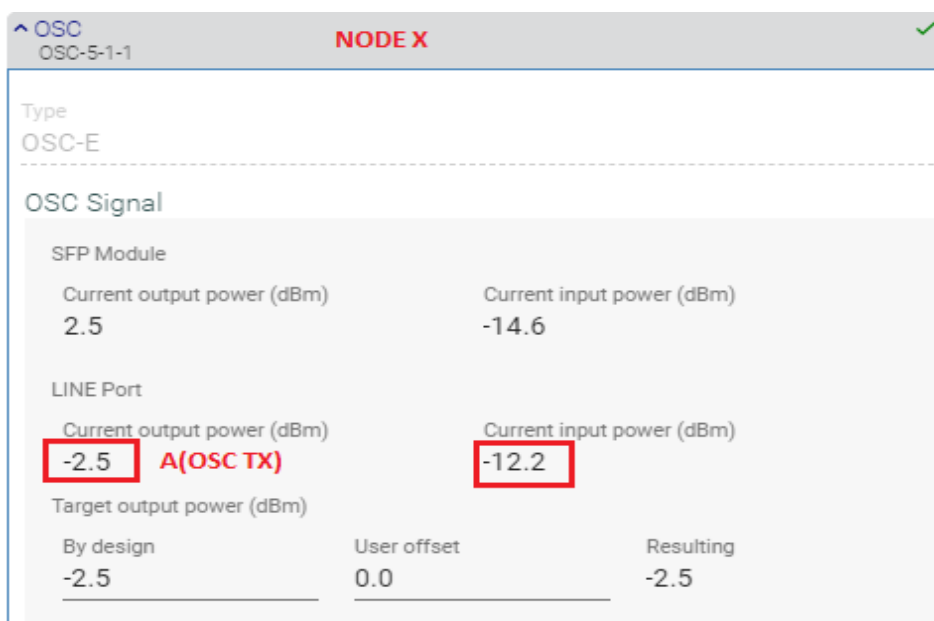 OSC
NODE X
OSC-5-1-1
Type
OSC-E
OSC Signal
SFP Module
Current output power (dBm) Current input power (dBm)
2.5 -14.6
LINE Port
Current output power (dBm) Current input power (dBm)
-2.5 A(OSC TX) -12.2
Target output power (dBm)
By design User offset Resulting
-2.5 0.0 -2.5